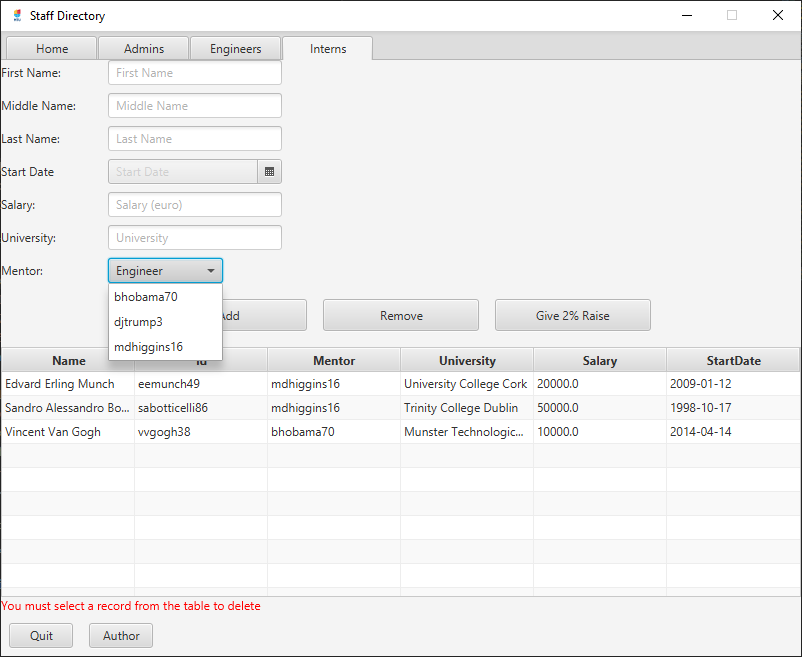 Staff Directory
Home Admins Engineers Interns
First Name: First Name
Middle Name: Middle Name
Last Name: Last Name
Start Date Start Date
Salary: Salary (euro)
University: University
Mentor: Engineer
bhobama70
djtrump3
mdhiggins16
Add Remove Give 2% Raise
Name Id Mentor University Salary StartDate
Edvard Erling Munch eemunch49 mdhiggins16 University College Cork 20000.0 2009-01-12
Sandro Alessandro Bo... sabotticelli86 mdhiggins16 Trinity College Dublin 50000.0 1998-10-17
Vincent Van Gogh vvgogh38 bhobama70 Munster Technologic... 10000.0 2014-04-14
You must select a record from the table to delete
Quit Author